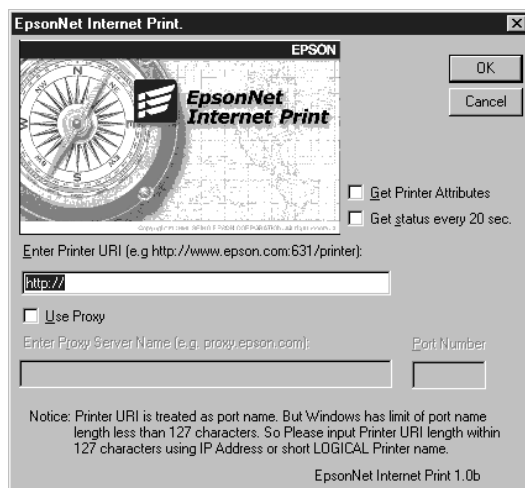 EpsonNet Internet Print.
EPSON
N
W
S
EpsonNet
Internet Print
OK
Cancel
Get Printer Attributes
Get status every 20 sec.
Enter Printer URI (e.g http://www.epson.com:631/printer):
http://
Use Proxy
Enter Proxy Server Name (e.g. proxy.epson.com):
Port Number
Notice: Printer URI is treated as port name. But Windows has limit of port name
length less than 127 characters. So Please input Printer URI length within
127 characters using IP Address or short LOGICAL Printer name.
EpsonNet Internet Print 1.0b